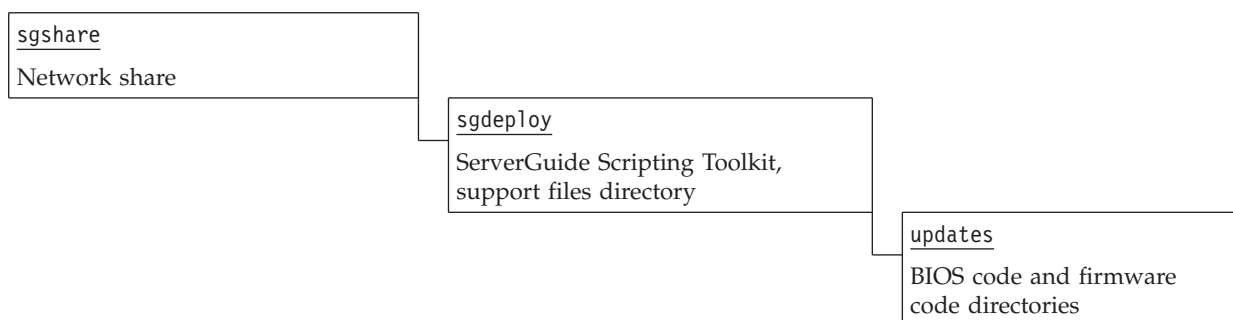 sgshare
Network share
sgdeploy
ServerGuide Scripting Toolkit,
support files directory
updates
BIOS code and firmware
code directories